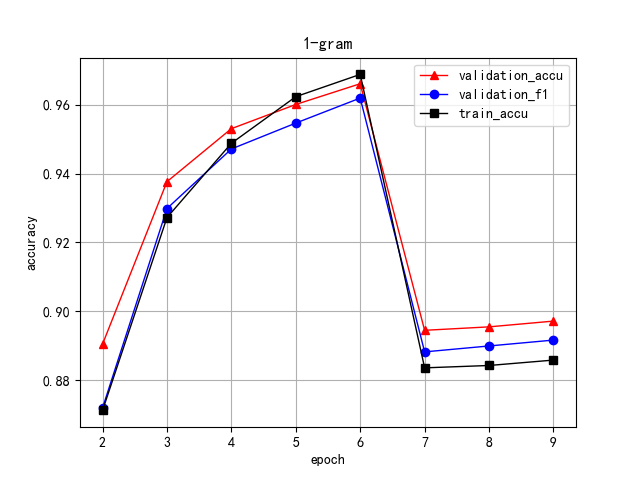 1-gram
validation_accu
validation_f1
train_accu
accuracy
0.96
0.94
0.92
0.90
0.88
2 3 4 5 6 7 8 9
epoch